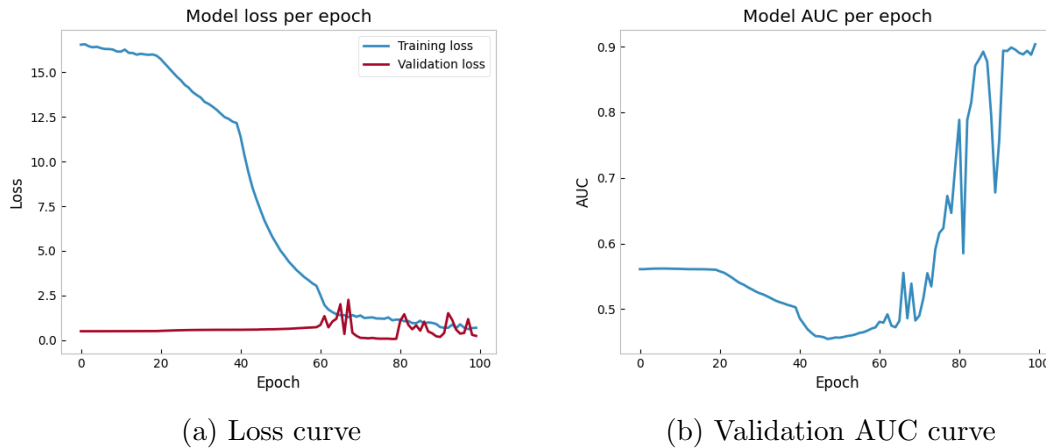 Model loss per epoch
Training loss
Validation loss
15.0
12.5
10.0
7.5
5.0
2.5
0.0
Loss
0 20 40 60 80 100
Epoch
(a) Loss curve
Model AUC per epoch
0.9
0.8
0.7
0.6
0.5
AUC
0 20 40 60 80 100
Epoch
(b) Validation AUC curve